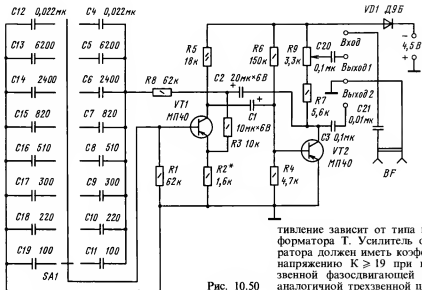 C12 0,022мк
C4 0,022мк
C13 6200
C5 6200
C14 2400
C6 2400
C15 820
C7 820
C16 510
C8 510
C17 300
C9 300
C18 220
C10 220
C19 100
C11 100
SA1
R8 62к
R1 62к
VT1
МП40
R5
18к
C2 20мк*6В
C1
10мк*6В
R3 10к
R2*
1,6к
R6
150к
R4
4,7к
VT2
МП40
R9
3,3к
C20
0,1мк
R7
5,6к
C3 0,1мк
VD1 Д9Б
Вход
Выход1
Выход 2
C21
0,01мк
BF
-
4,5В
+
Рис. 10.50
тивление зависит от типа
форматора Т. Усилитель
ратора должен иметь коэф
напряжению К ⩾ 19 при
звенной фазосдвигающей
аналогичной трехзвенной